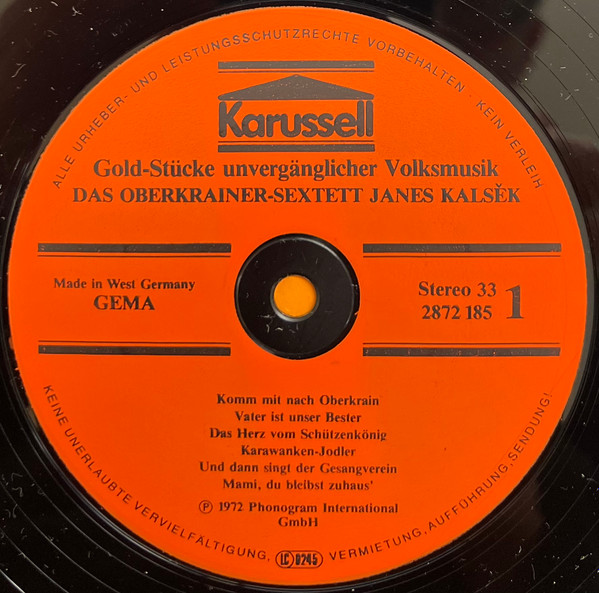 ALLE URHEBER- UND LEISTUNGSSCHUTZRECHTE VORBEHALTEN - KEIN VERLEIH
Karussell
Gold-Stücke unvergänglicher Volksmusik
DAS OBERKRAINER-SEXTETT JANES KALSĚK
Made in West Germany
GEMA
Stereo 33
2872 185
1
Komm mit nach Oberkrain
Vater ist unser Bester
Das Herz vom Schützenkönig
Karawanken-Jodler
Und dann singt der Gesangverein
Mami, du bleibst zuhaus'
Ⓟ 1972 Phonogram International
GmbH
KEINE UNERLAUBTE VERVIELFÄLTIGUNG, LC 0245 VERMIETUNG, AUFFÜHRUNG, SENDUNG!